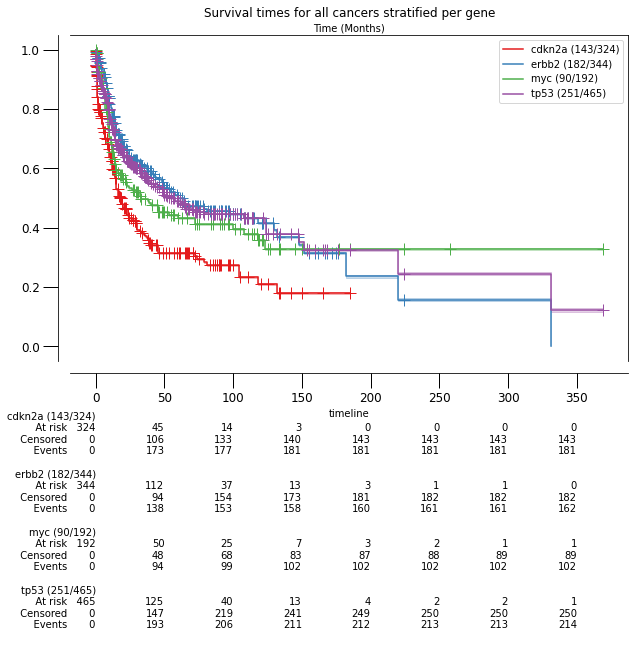 Survival times for all cancers stratified per gene
Time (Months)
cdkn2a (143/324)
erbb2 (182/344)
myc (90/192)
tp53 (251/465)
1.0
0.8
0.6
0.4
0.2
0.0
0 50 100 150 200 250 300 350
timeline
cdkn2a (143/324)
At risk 324 45 14 3 0 0 0 0
Censored 0 106 133 140 143 143 143 143
Events 0 173 177 181 181 181 181 181
erbb2 (182/344)
At risk 344 112 37 13 3 1 1 0
Censored 0 94 154 173 181 182 182 182
Events 0 138 153 158 160 161 161 162
myc (90/192)
At risk 192 50 25 7 3 2 1 1
Censored 0 48 68 83 87 88 89 89
Events 0 94 99 102 102 102 102 102
tp53 (251/465)
At risk 465 125 40 13 4 2 2 1
Censored 0 147 219 241 249 250 250 250
Events 0 193 206 211 212 213 213 214